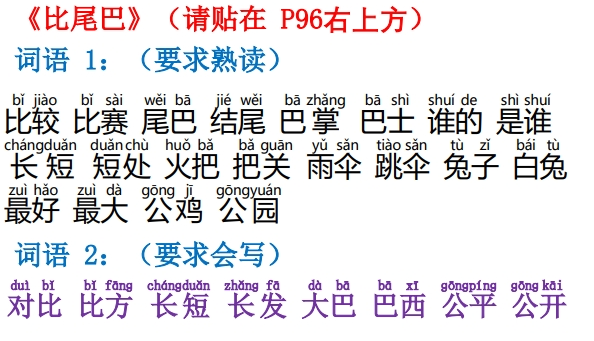 《比尾巴》（请贴在 P96右上方）
词语 1：（要求熟读）
bǐ jiào bǐ sài wěi bā jié wěi bā zhǎng bā shì shuí de shì shuí
比较 比赛 尾巴 结尾 巴掌 巴士 谁的 是谁
chángduǎn duǎnchù huǒ bǎ bǎ guān yǔ sǎn tiào sǎn tù zǐ bái tù
长短 短处 火把 把关 雨伞 跳伞 兔子 白兔
zuì hǎo zuì dà gōng jī gōngyuán
最好 最大 公鸡 公园
词语 2：（要求会写）
duì bǐ bǐ fāng chángduǎn zhǎng fā dà bā bā xī gōngpíng gōng kāi
对比 比方 长短 长发 大巴 巴西 公平 公开